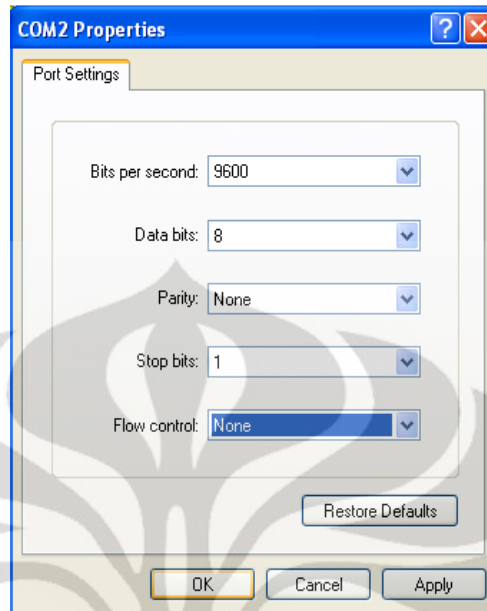 COM2 Properties
Port Settings
Bits per second: 9600
Data bits: 8
Parity: None
Stop bits: 1
Flow control: None
Restore Defaults
OK Cancel Apply